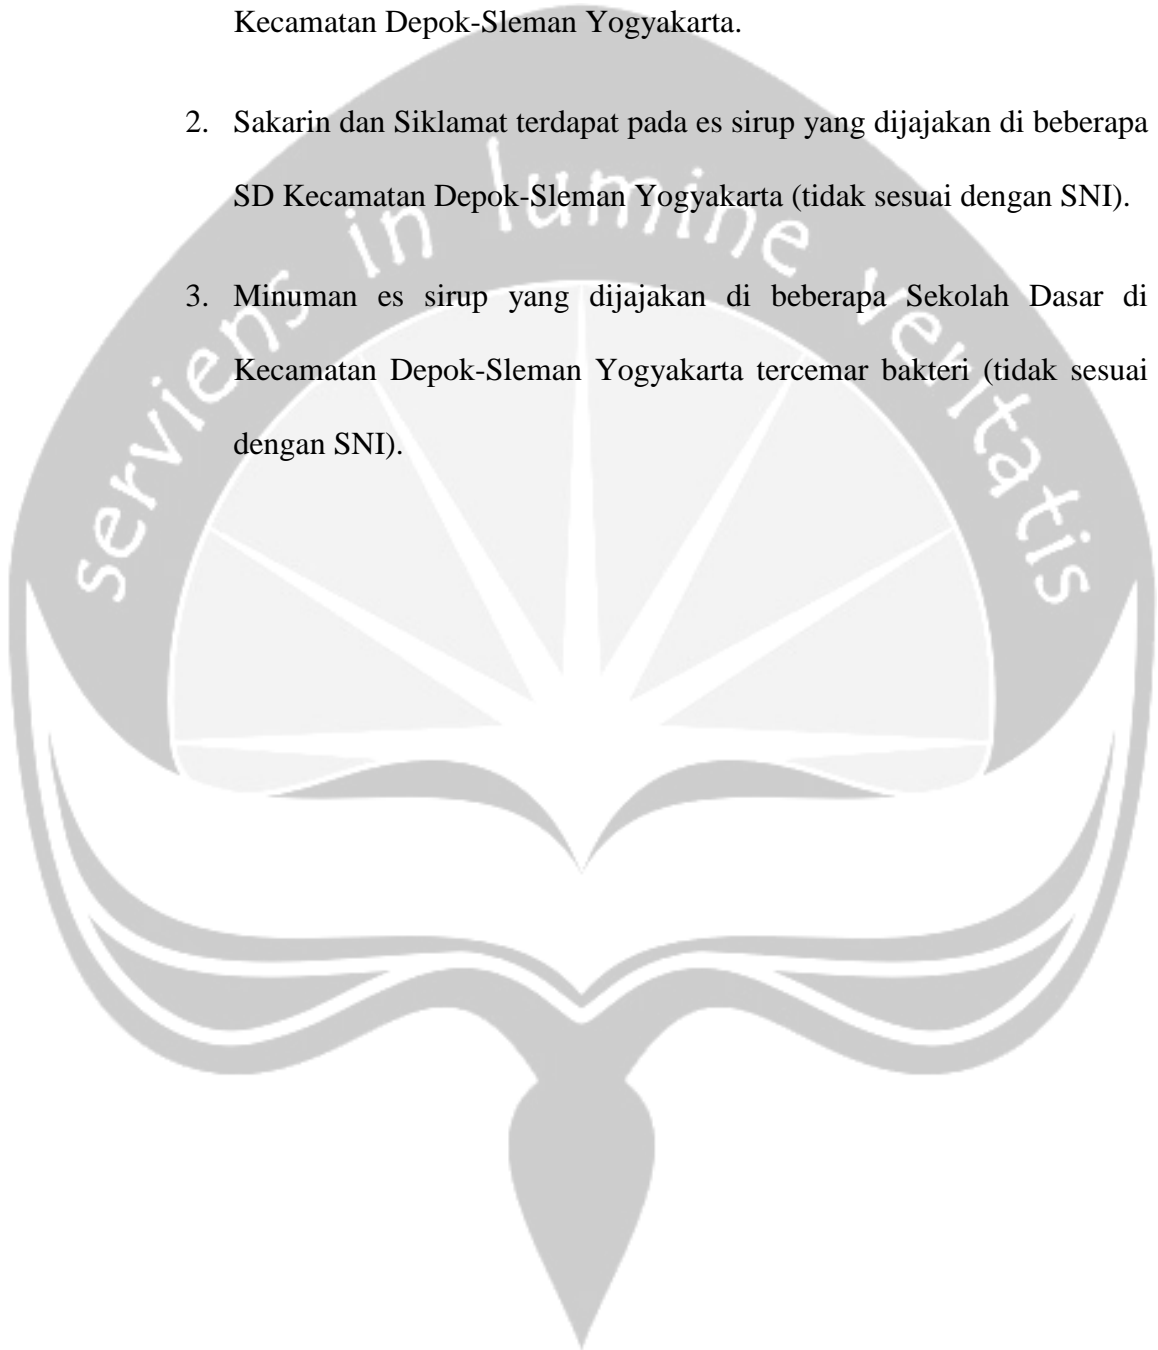 Kecamatan Depok-Sleman Yogyakarta.
2. Sakarin dan Siklamat terdapat pada es sirup yang dijajakan di beberapa
SD Kecamatan Depok-Sleman Yogyakarta (tidak sesuai dengan SNI).
3. Minuman es sirup yang dijajakan di beberapa Sekolah Dasar di
Kecamatan Depok-Sleman Yogyakarta tercemar bakteri (tidak sesuai
dengan SNI).
serviens in lumine veritatis